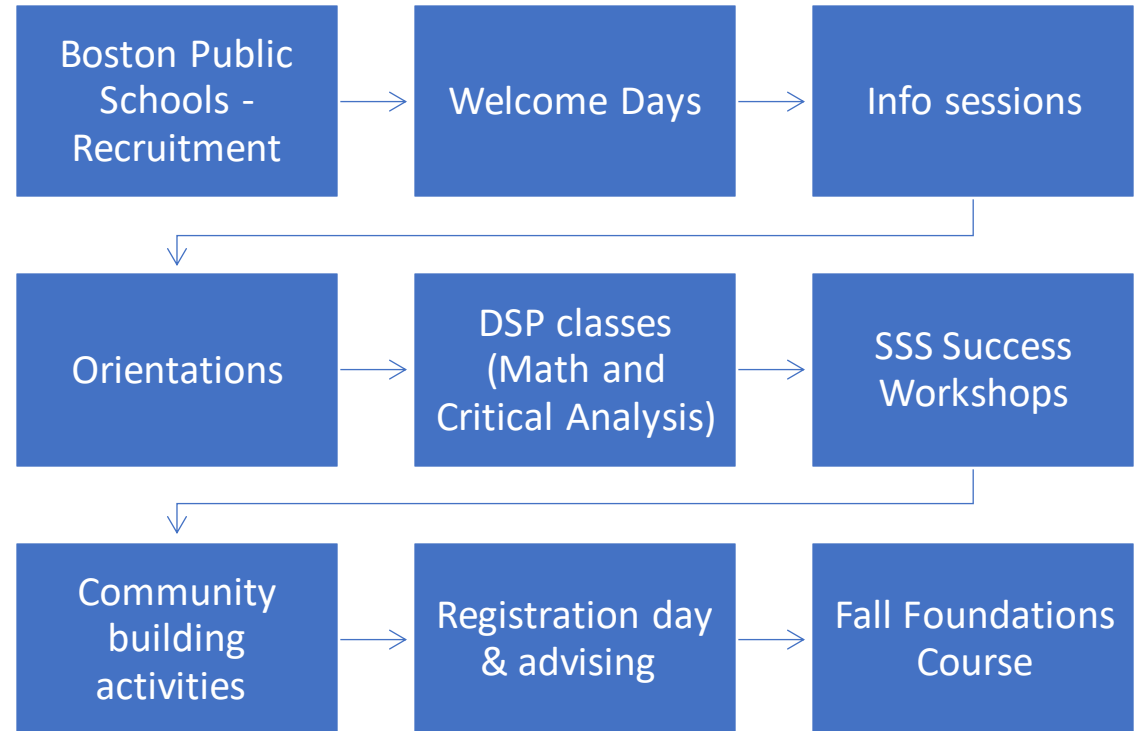 Boston Public
Schools -
Recruitment
Welcome Days
Info sessions
Orientations
DSP classes
(Math and
Critical Analysis)
SSS Success
Workshops
Community
building
activities
Registration day
& advising
Fall Foundations
Course